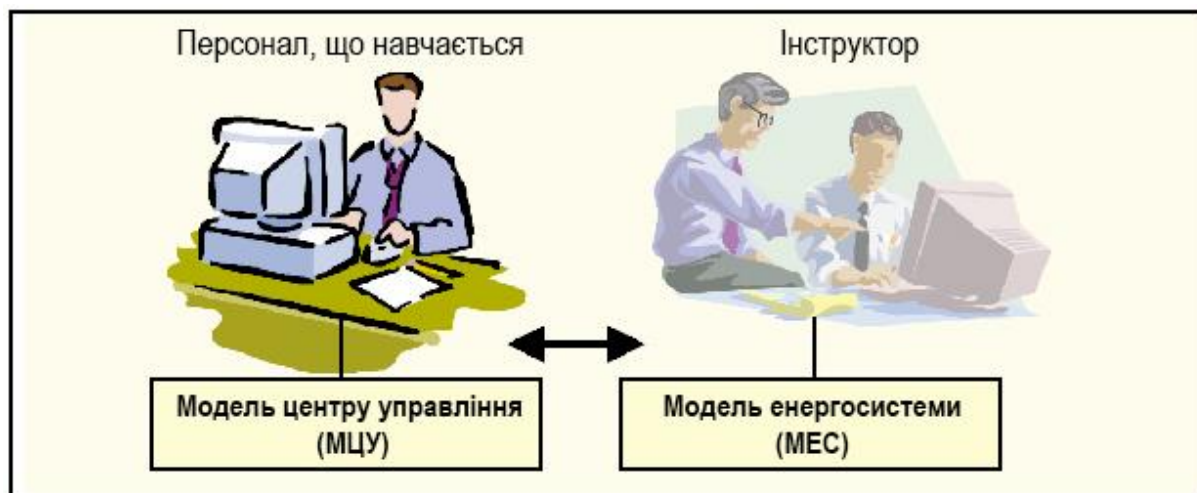 Персонал, що навчається
Інструктор
Модель центру управління
(МЦУ)
Модель енергосистеми
(МЕС)